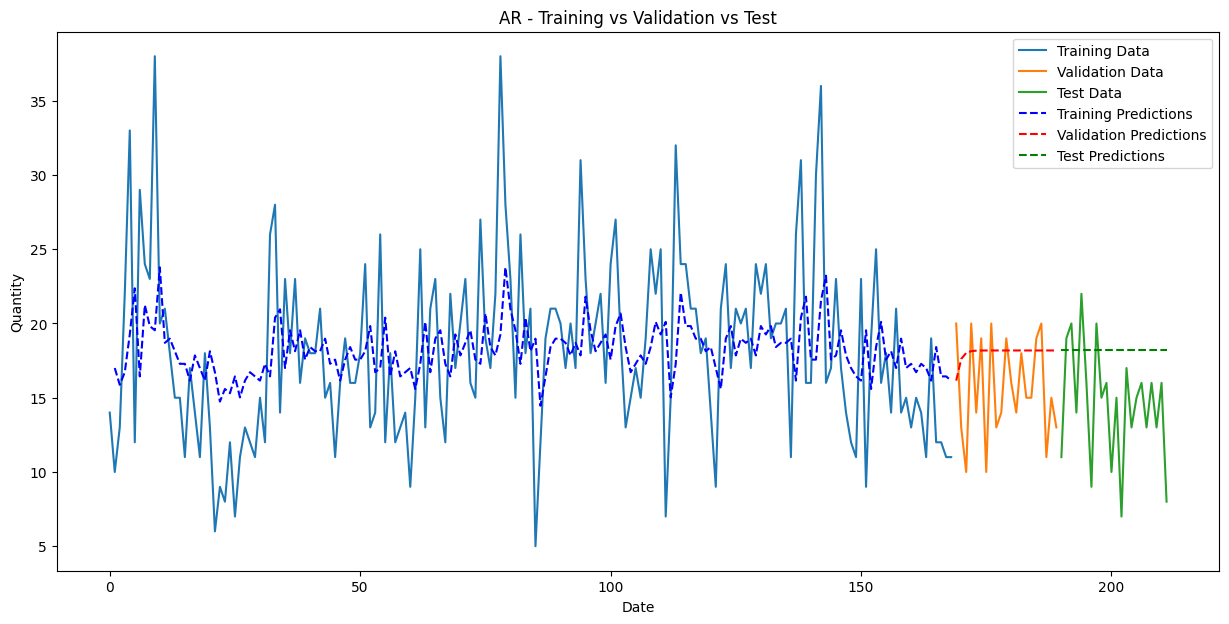 AR - Training vs Validation vs Test
Training Data
Validation Data
Test Data
Training Predictions
Validation Predictions
Test Predictions
Quantity
35
30
25
20
15
10
5
0
50
100
150
200
Date